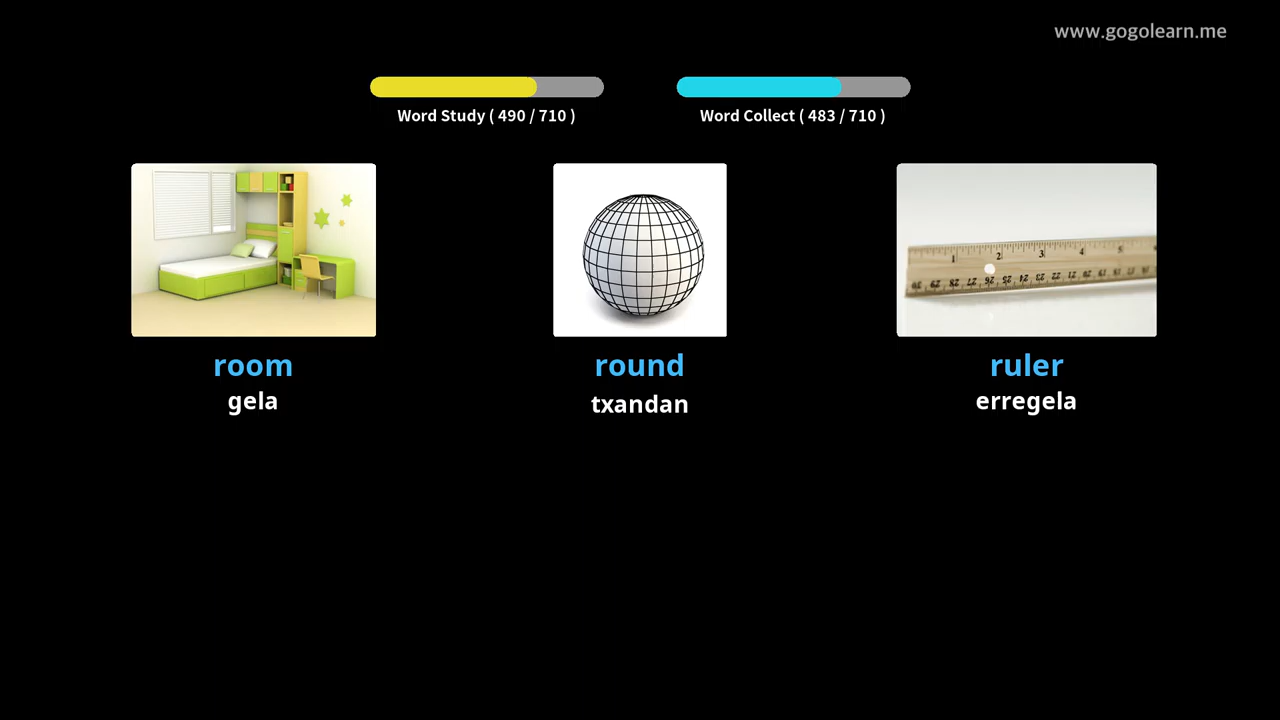 www.gogolearn.me
Word Study ( 490 / 710 )
Word Collect ( 483 / 710 )
room
gela
round
txandan
ruler
erregela